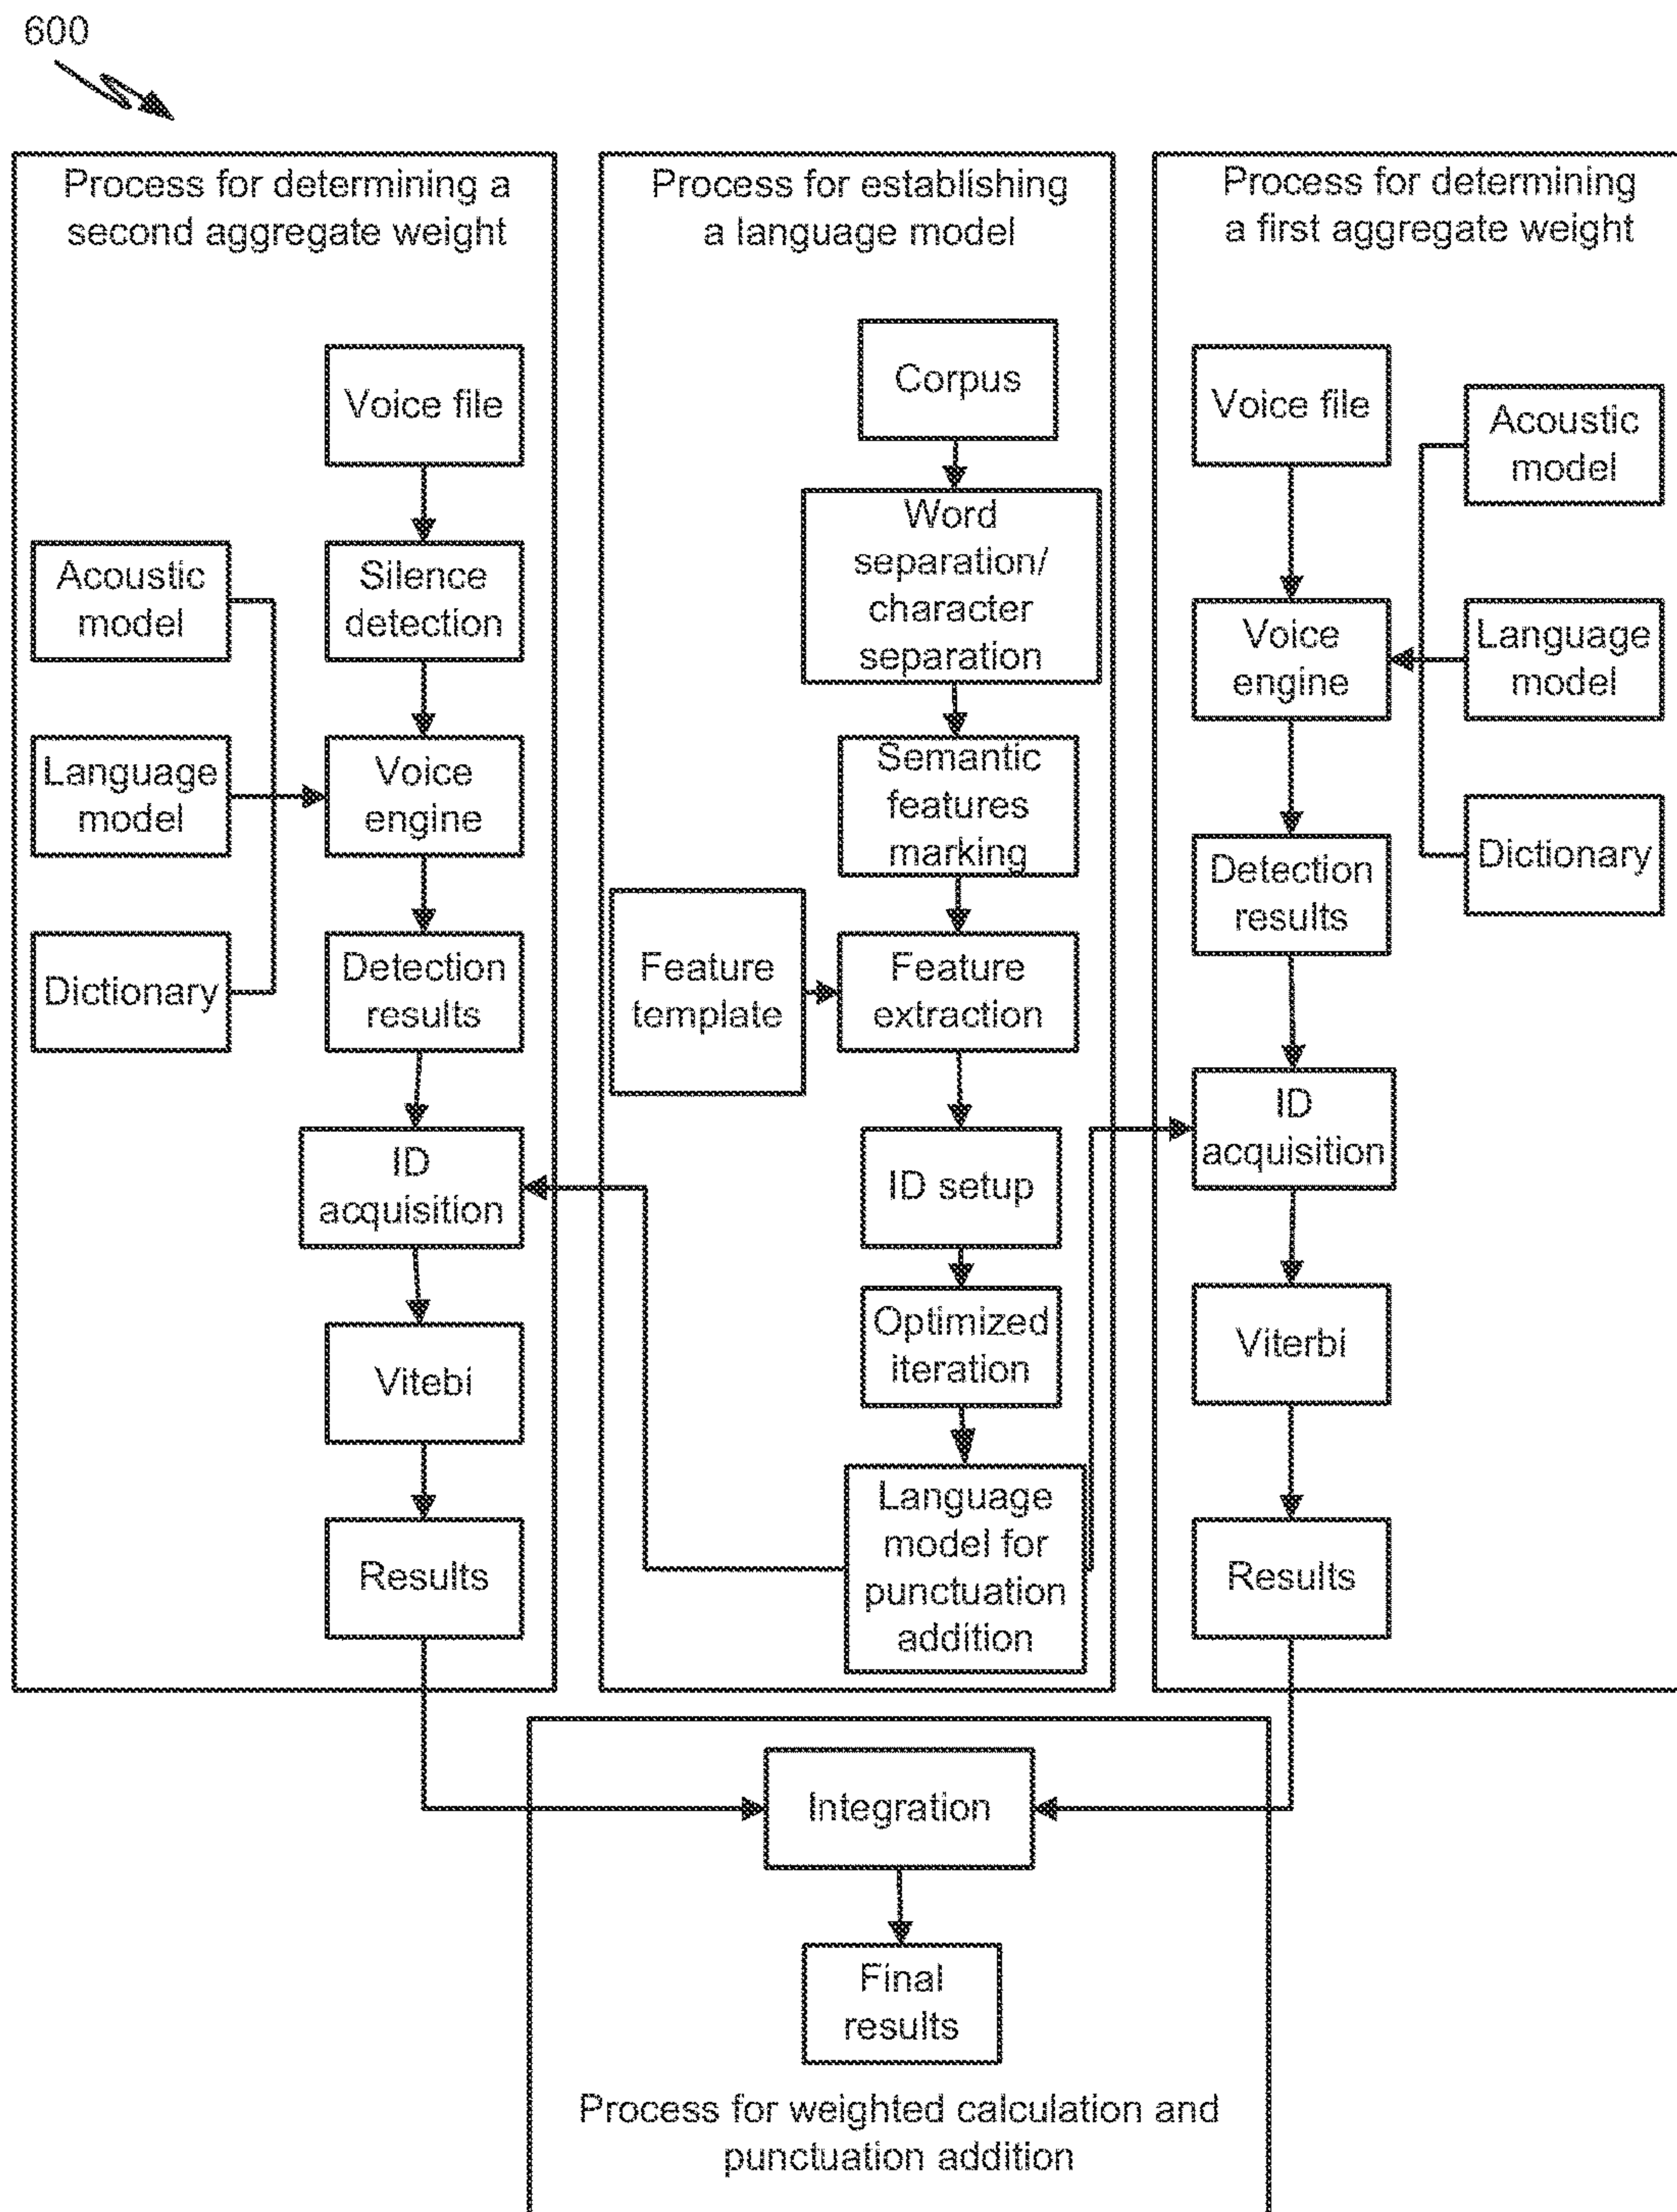 600
Process for determining a
second aggregate weight
Voice file
Acoustic
model
Silence
detection
Language
model
Voice
engine
Dictionary
Detection
results
ID
acquisition
Vitebi
Results
Process for establishing
a language model
Corpus
Word
separation/
character
separation
Semantic
features
marking
Feature
template
Feature
extraction
ID setup
Optimized
iteration
Language
model for
punctuation
addition
Process for determining
a first aggregate weight
Voice file
Acoustic
model
Voice
engine
Language
model
Detection
results
Dictionary
ID
acquisition
Viterbi
Results
Integration
Final
results
Process for weighted calculation and
punctuation addition